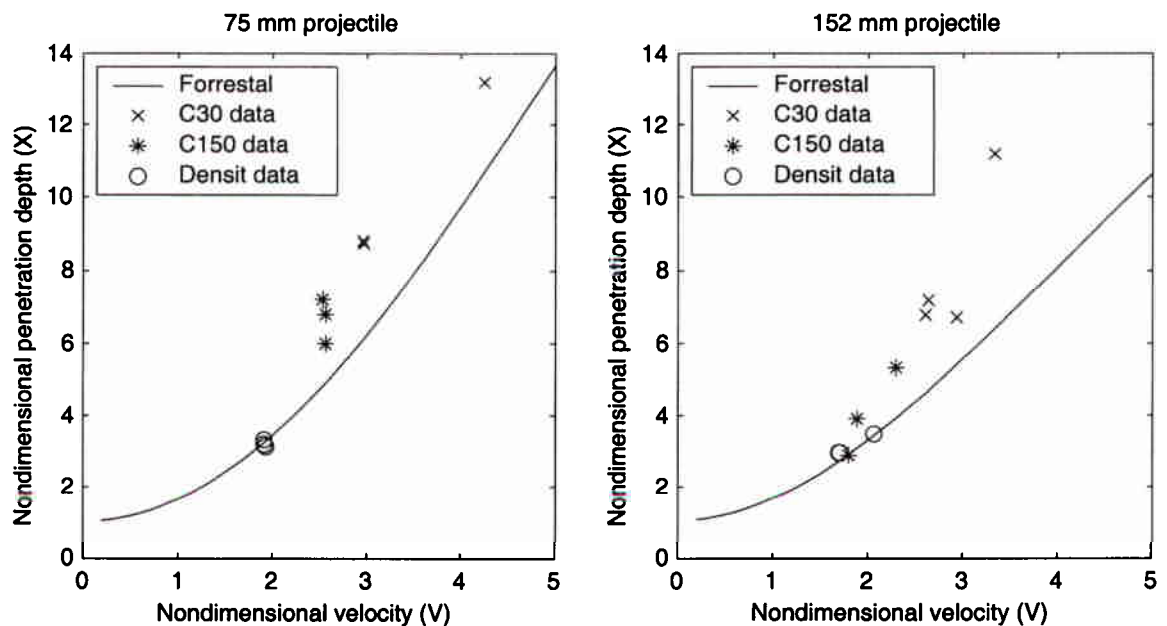 75 mm projectile
14
12
10
8
6
4
2
0
Nondimensional penetration depth (X)
Forrestal
C30 data
C150 data
Densit data
0
1
2
3
4
5
Nondimensional velocity (V)
152 mm projectile
14
12
10
8
6
4
2
0
Nondimensional penetration depth (X)
Forrestal
C30 data
C150 data
Densit data
0
1
2
3
4
5
Nondimensional velocity (V)